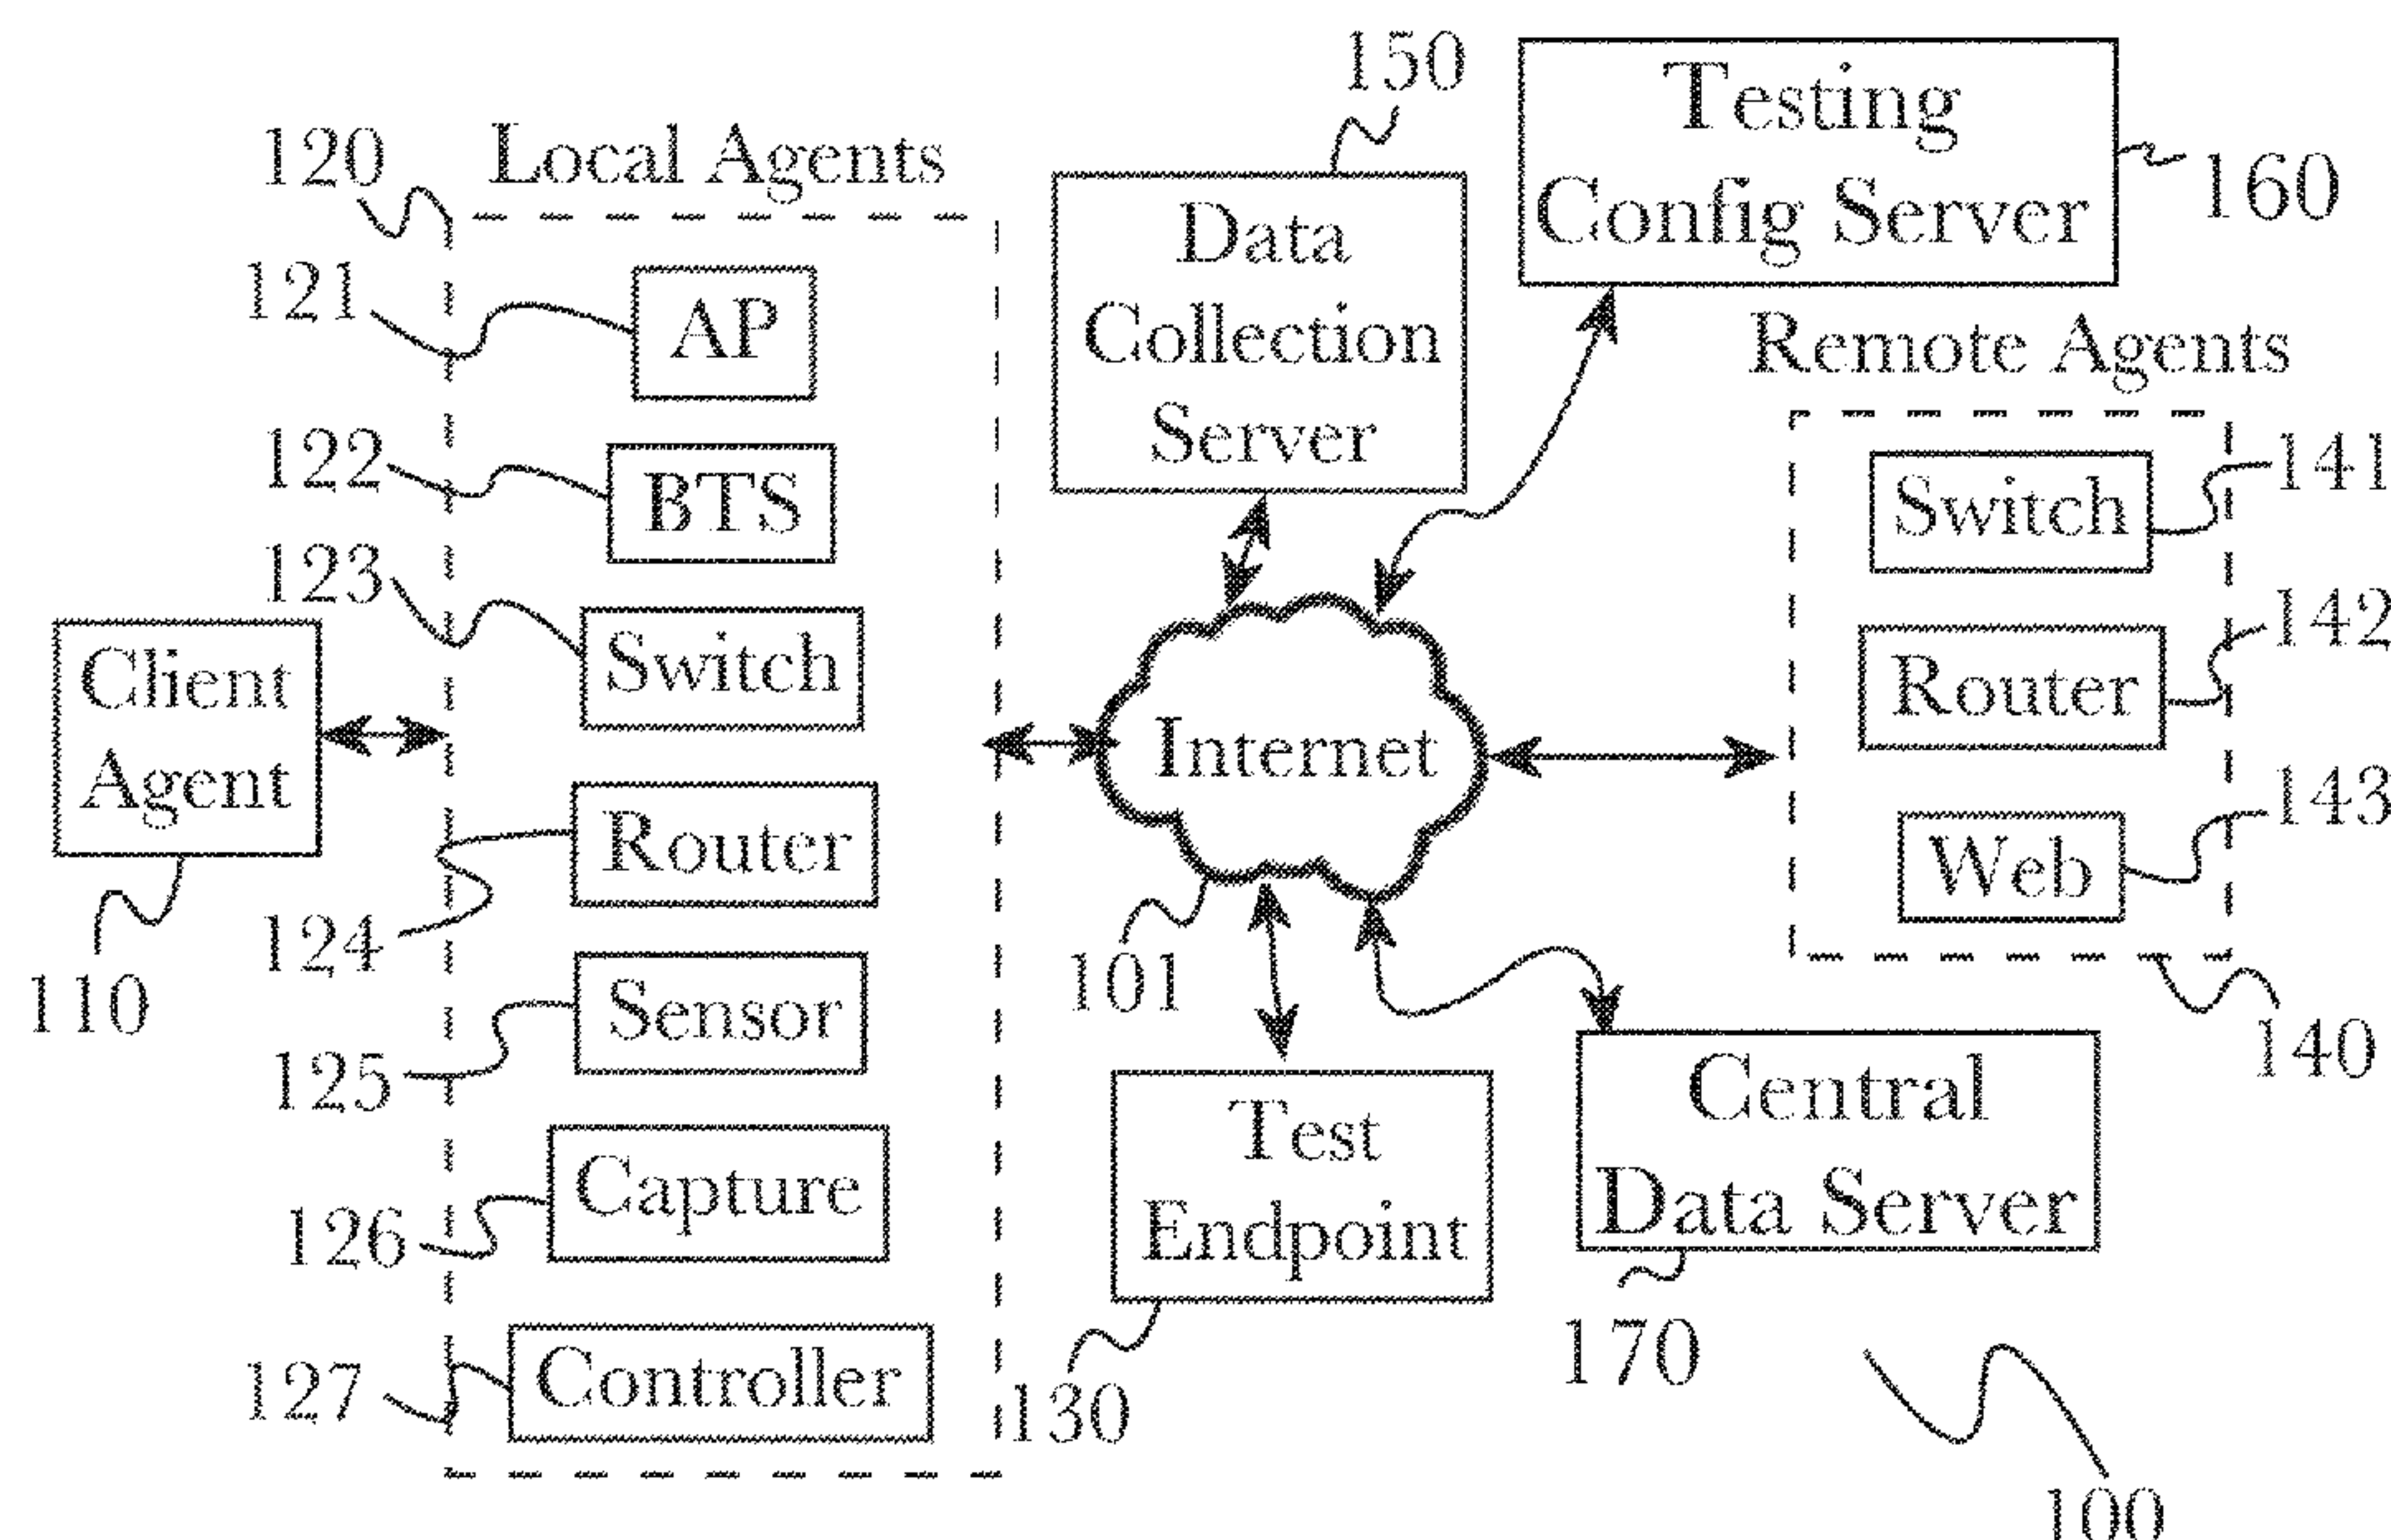 150
Testing
Config Server
160
120
Local Agents
Data
Collection
Server
121
AP
Remote Agents
122
BTS
Switch
141
123
Switch
Router
142
Client
Agent
Internet
Web
143
Router
124
110
101
Sensor
125
140
Central
Data Server
Test
Endpoint
Capture
126
170
Controller
127
130
100